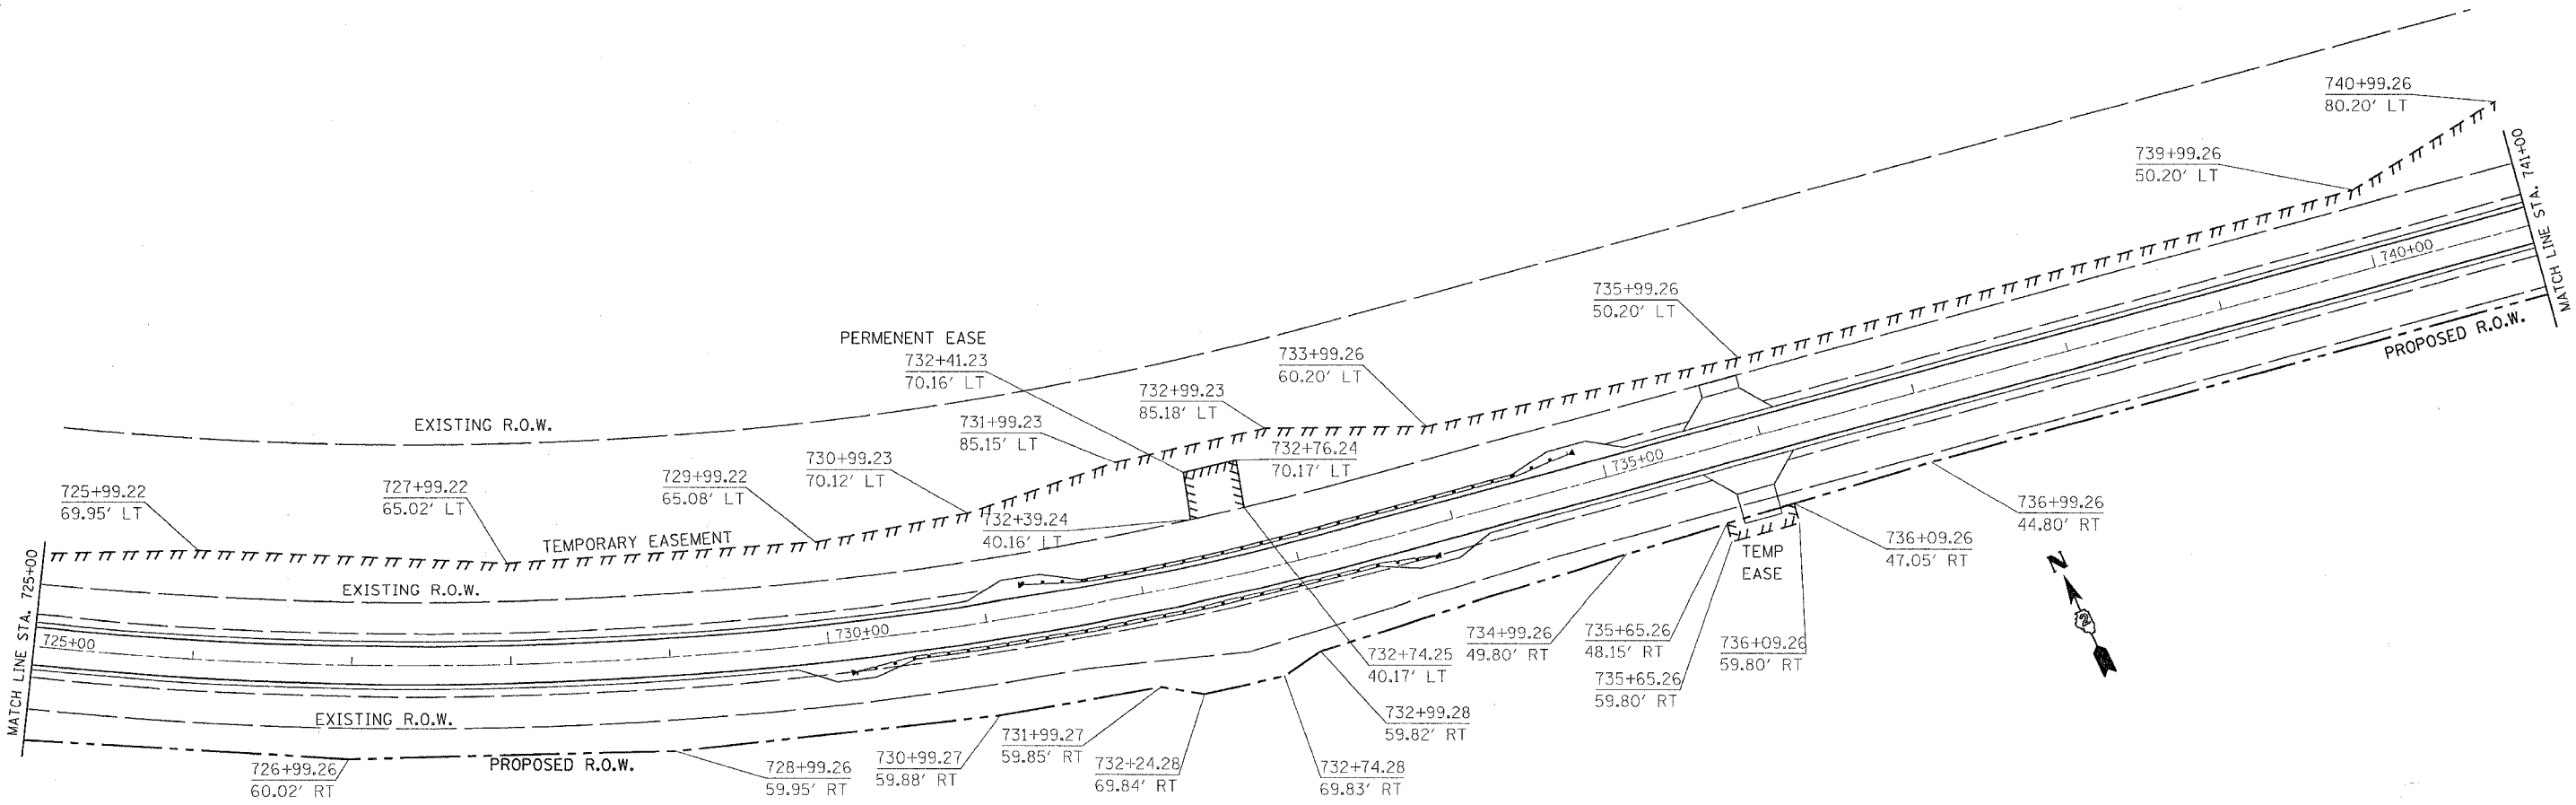 740+99.26
80.20' LT
739+99.26
50.20' LT
MATCH LINE STA. 741+00
740+00
735+99.26
50.20' LT
PERMENENT EASE
732+41.23
70.16' LT
733+99.26
60.20' LT
732+99.23
85.18' LT
EXISTING R.O.W.
731+99.23
85.15' LT
732+76.24
70.17' LT
730+99.23
70.12' LT
729+99.22
65.08' LT
727+99.22
65.02' LT
725+99.22
69.95' LT
732+39.24
40.16' LT
TEMPORARY EASEMENT
735+00
PROPOSED R.O.W.
736+99.26
44.80' RT
736+09.26
47.05' RT
TEMP
EASE
N
2
EXISTING R.O.W.
MATCH LINE STA. 725+00
725+00
730+00
734+99.26
49.80' RT
735+65.26
48.15' RT
736+09.26
59.80' RT
732+74.25
40.17' LT
735+65.26
59.80' RT
EXISTING R.O.W.
732+99.28
59.82' RT
731+99.27
59.85' RT
730+99.27
59.88' RT
732+24.28
69.84' RT
732+74.28
69.83' RT
PROPOSED R.O.W.
726+99.26
60.02' RT
728+99.26
59.95' RT